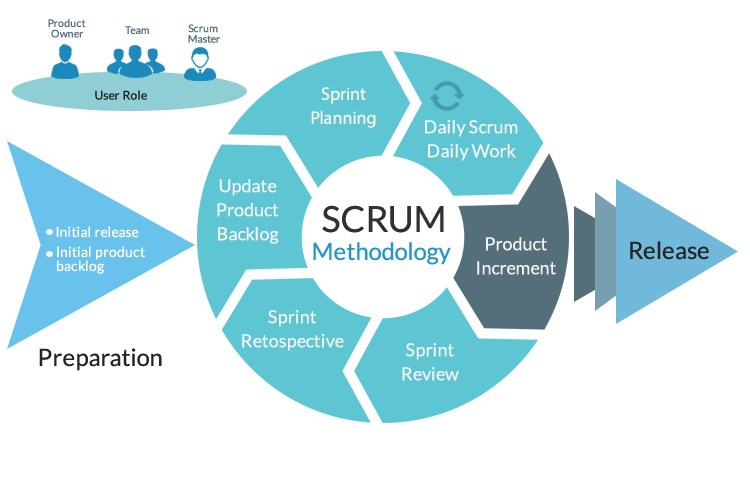 Product
Owner
Team
Scrum
Master
User Role
Sprint
Planning
Daily Scrum
Daily Work
Update
Product
Backlog
SCRUM
Methodology
Product
Increment
Initial release
Initial product
backlog
Release
Sprint
Retospective
Sprint
Review
Preparation